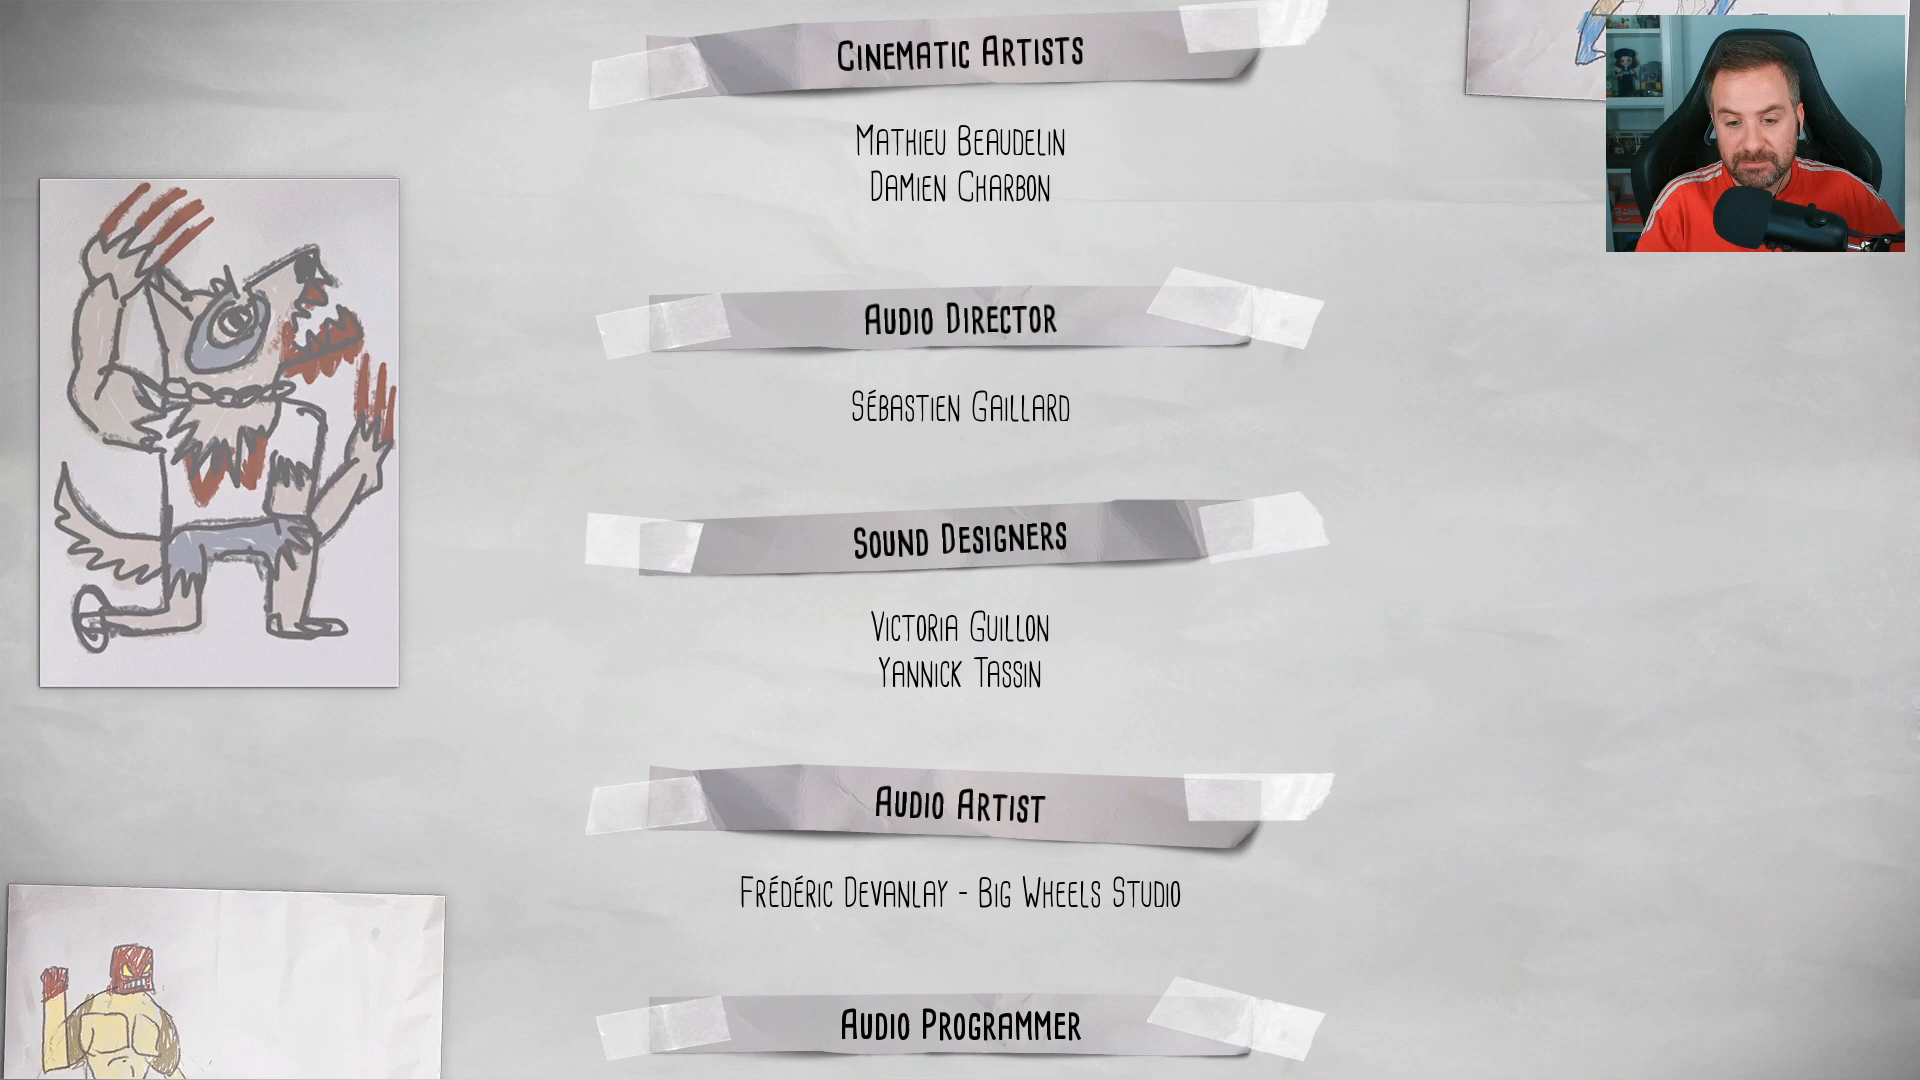 CINEMATIC ARTISTS
MATHIEU BEAUDELIN
DAMIEN CHARBON
AUDIO DIRECTOR
SÉBASTIEN GAILLARD
SOUND DESIGNERS
VICTORIA GUILLON
YANNICK TASSIN
AUDIO ARTIST
FRÉDÉRIC DEVANLAY - BIG WHEELS STUDIO
AUDIO PROGRAMMER